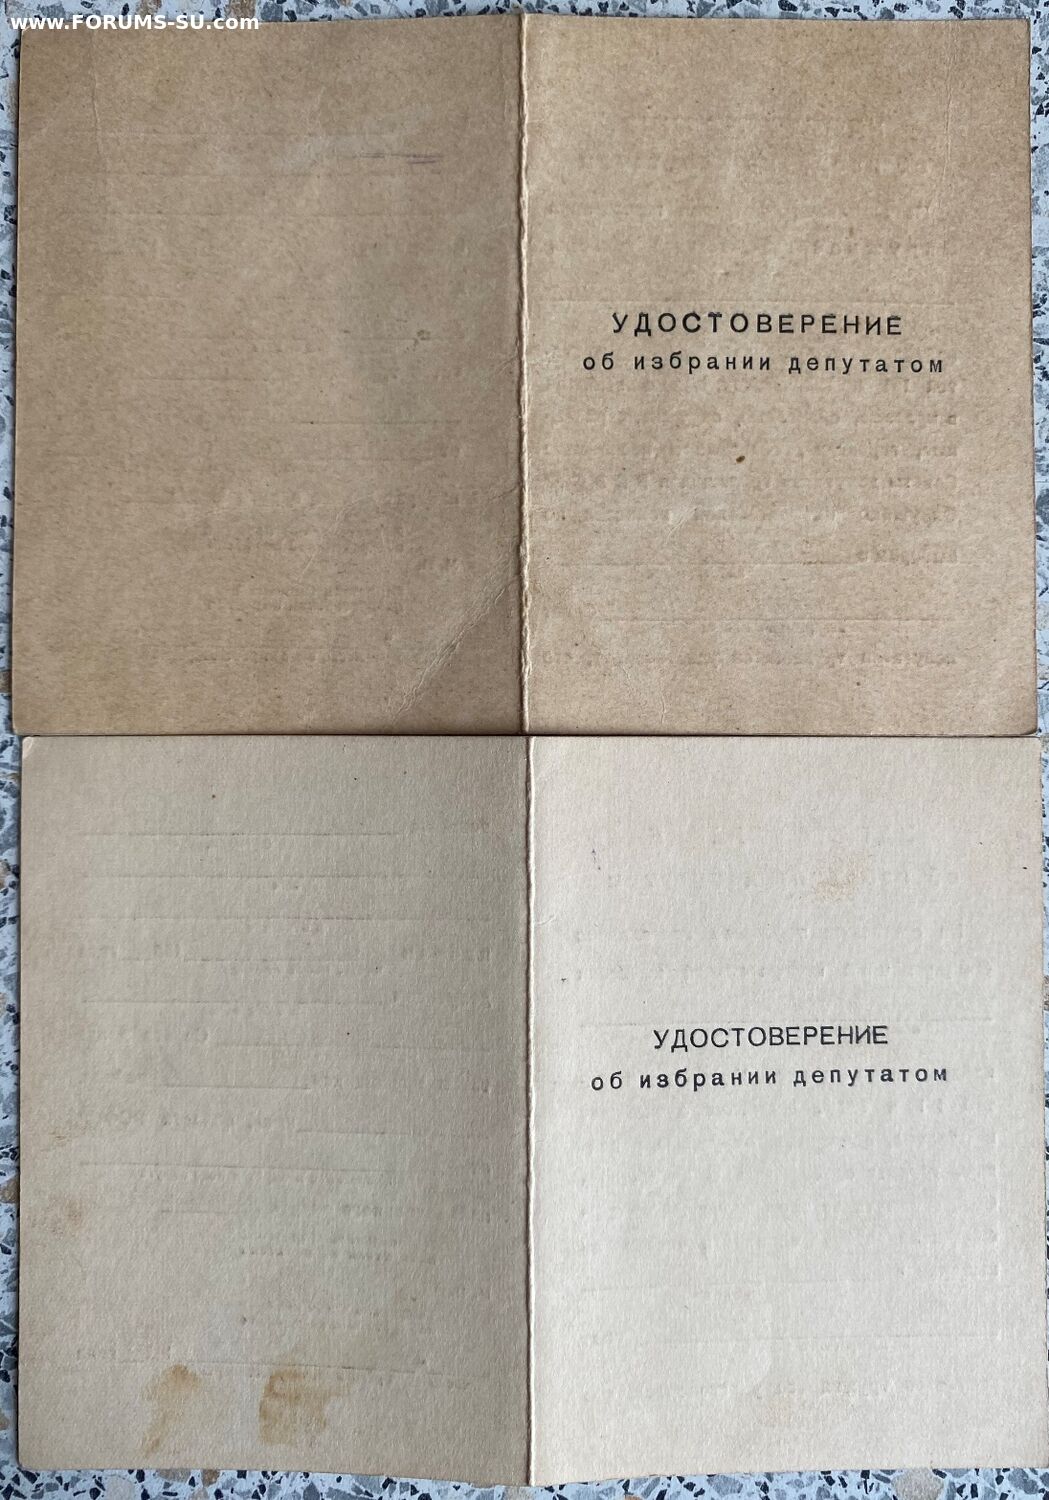 www.FORUMS-SU.com
УДОСТОВЕРЕНИЕ
об избрании депутатом
УДОСТОВЕРЕНИЕ
об избрании депутатом